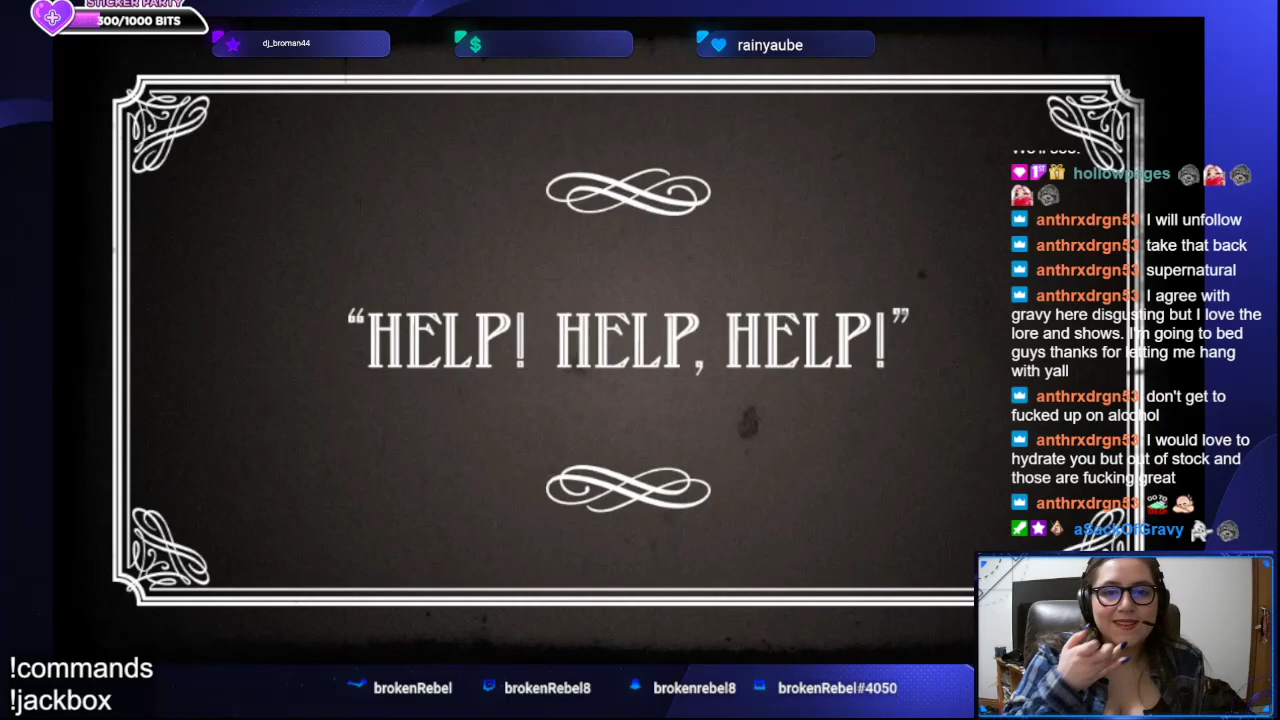 STICKER PARTY
300/1000 BITS
dj_broman44
$
rainyaube
"HELP! HELP, HELP!"
hollowpages
anthrxdrgn53 I will unfollow
anthrxdrgn53 take that back
anthrxdrgn53 supernatural
anthrxdrgn53 I agree with
gravy here disgusting but I love the
lore and shows. I'm going to bed
guys thanks for letting me hang
with yall
anthrxdrgn53 don't get to
fucked up on alcohol
anthrxdrgn53 I would love to
hydrate you but out of stock and
those are fucking great
anthrxdrgn53 GO TO
aSackOfGravy
!commands
!jackbox
brokenRebel
brokenRebel8
brokenrebel8
brokenRebel#4050